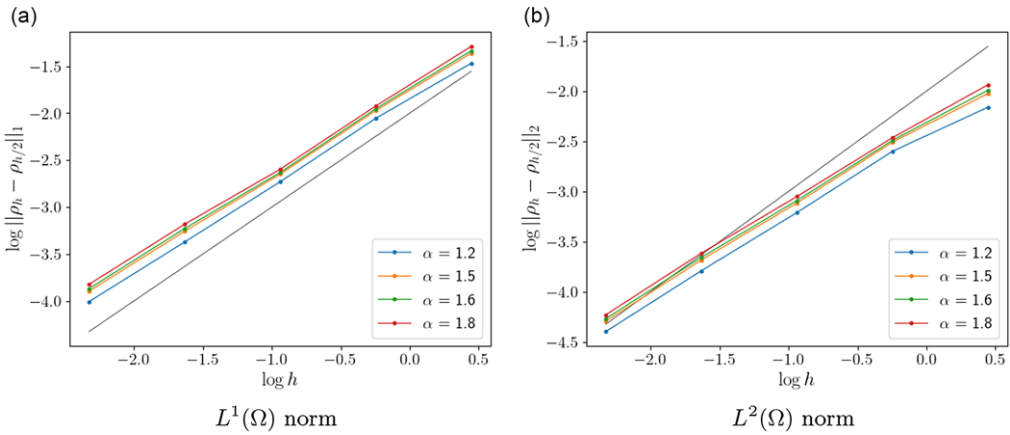 (a)
−1.5
−2.0
−2.5
−3.0
−3.5
−4.0
log ||ρ_h − ρ_{h/2}||_1
−2.0 −1.5 −1.0 −0.5 0.0 0.5
log h
α = 1.2
α = 1.5
α = 1.6
α = 1.8
L^1(Ω) norm
(b)
−1.5
−2.0
−2.5
−3.0
−3.5
−4.0
−4.5
log ||ρ_h − ρ_{h/2}||_2
−2.0 −1.5 −1.0 −0.5 0.0 0.5
log h
α = 1.2
α = 1.5
α = 1.6
α = 1.8
L^2(Ω) norm